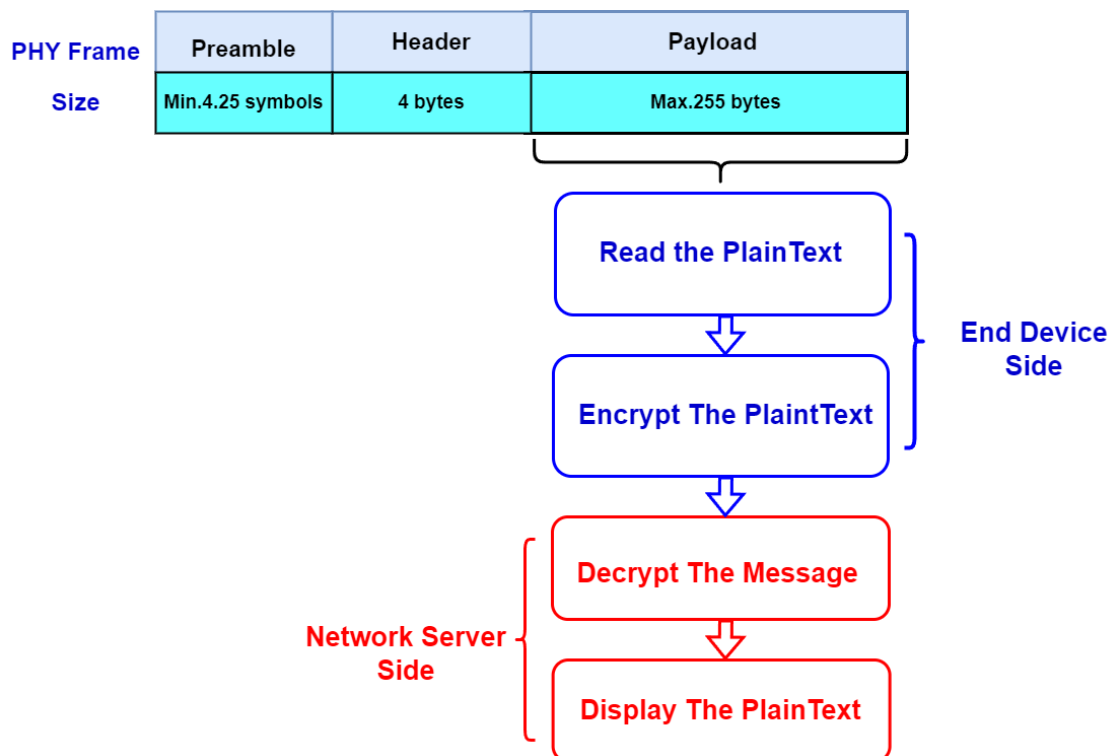 PHY Frame
Preamble
Header
Payload
Size
Min.4.25 symbols
4 bytes
Max.255 bytes
Read the PlainText
End Device
Side
Encrypt The PlaintText
Decrypt The Message
Network Server
Side
Display The PlainText